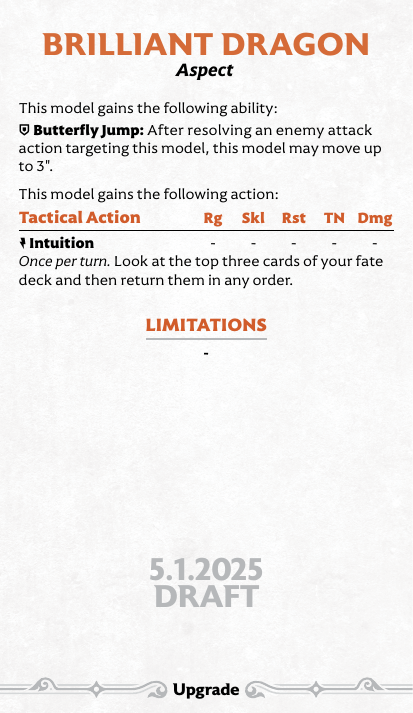 BRILLIANT DRAGON
Aspect
This model gains the following ability:
Butterfly Jump: After resolving an enemy attack
action targeting this model, this model may move up
to 3".
This model gains the following action:
Tactical Action Rg Skl Rst TN Dmg
Intuition - - - - -
Once per turn. Look at the top three cards of your fate
deck and then return them in any order.
LIMITATIONS
-
5.1.2025
DRAFT
Upgrade